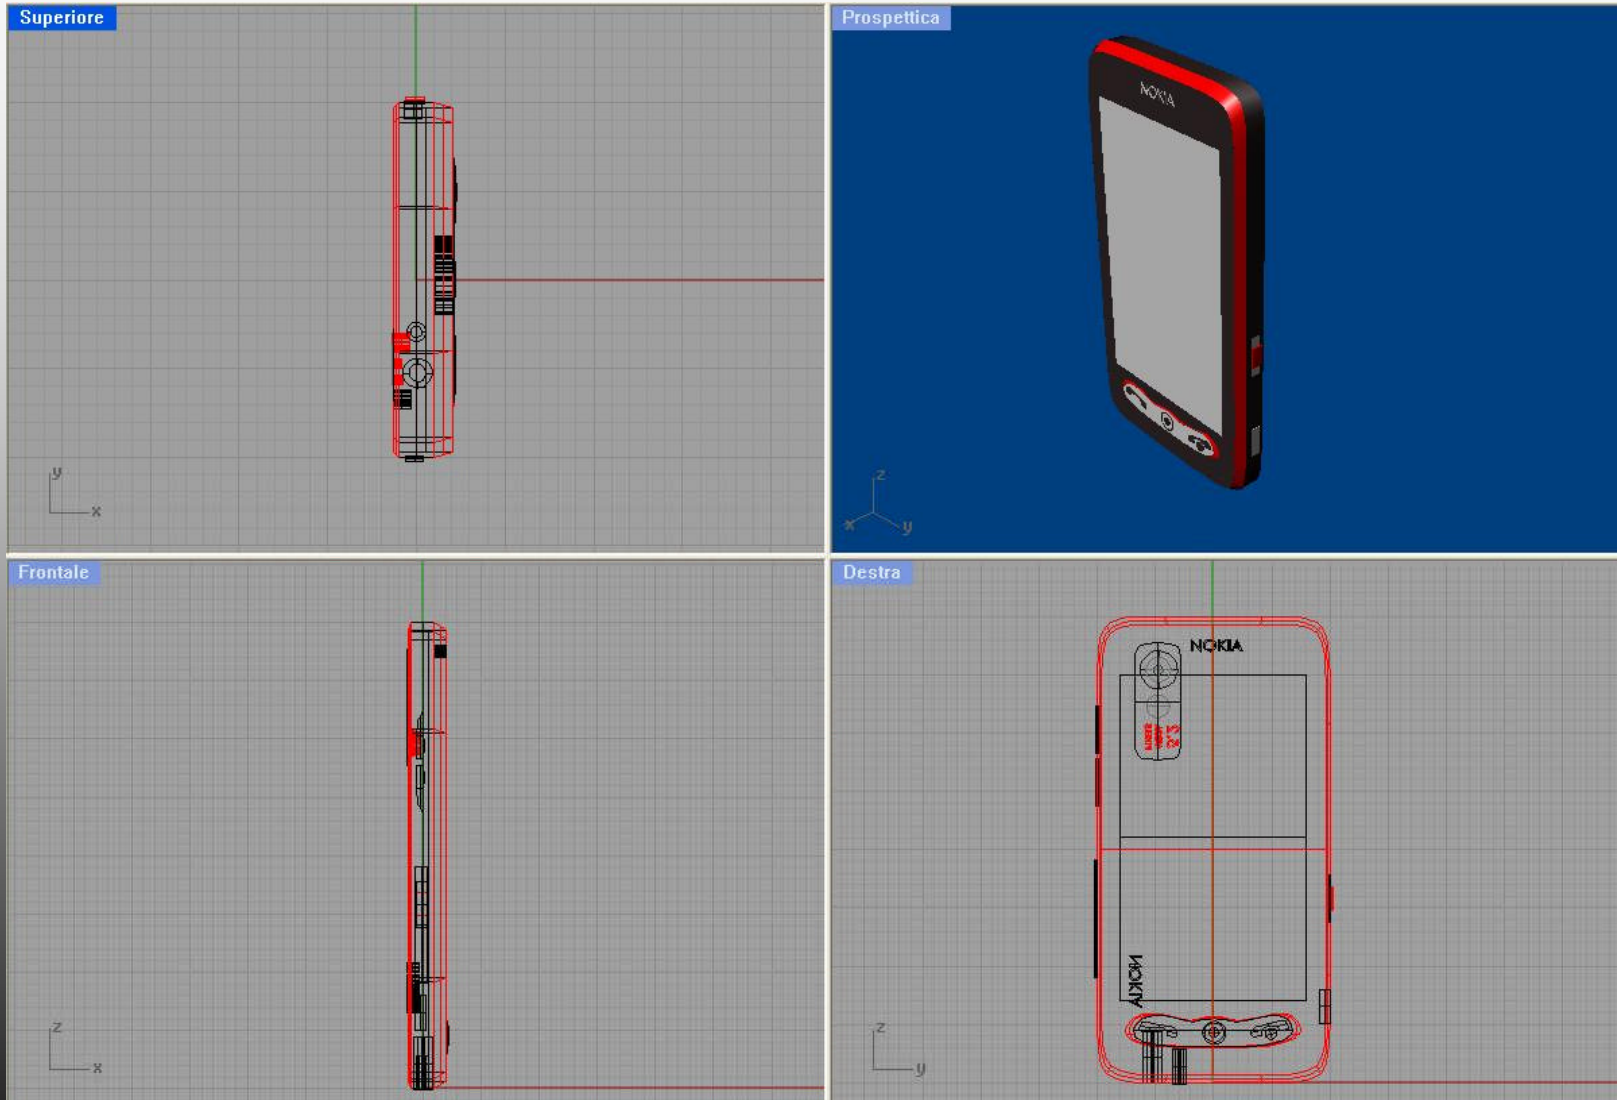 Superiore
Prospettica
NOKIA
y
x
z
x
y
Frontale
Destra
NOKIA
NOKIA
z
x
z
y